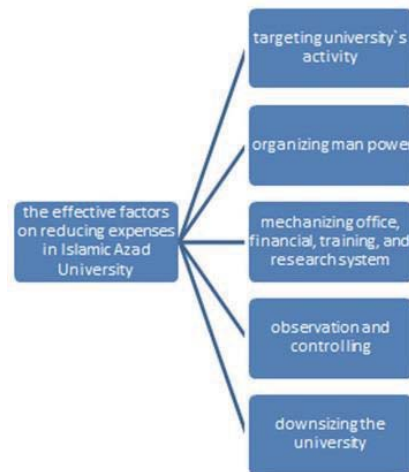 targeting university`s
activity
organizing man power
the effective factors
on reducing expenses
in Islamic Azad
University
mechanizing office,
financial, training, and
research system
observation and
controlling
downsizing the
university